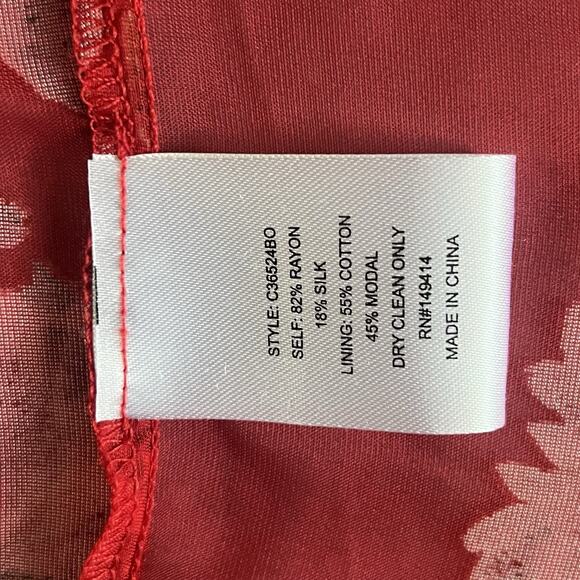 STYLE: C36524BO
SELF: 82% RAYON
18% SILK
LINING: 55% COTTON
45% MODAL
DRY CLEAN ONLY
RN#149414
MADE IN CHINA